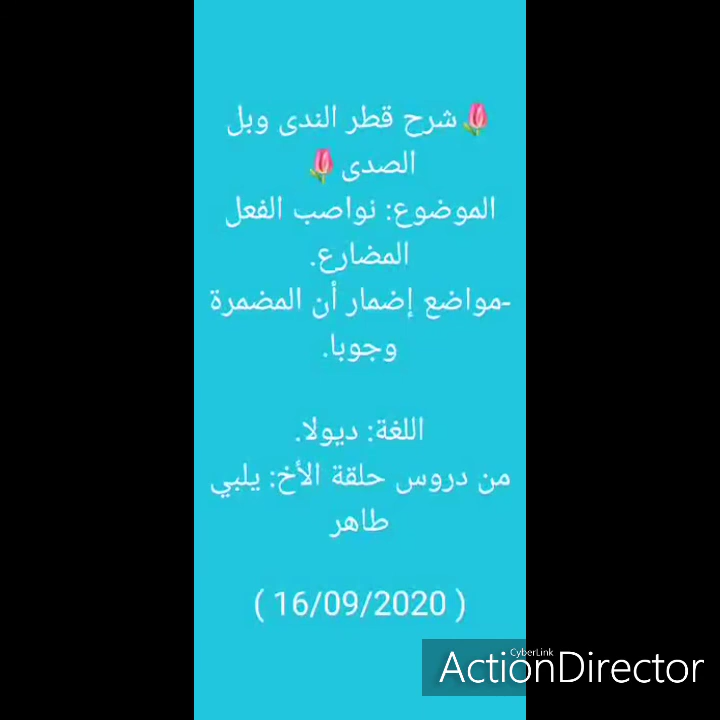 🌷شرح قطر الندى وبل
الصدى🌷
الموضوع: نواصب الفعل
المضارع.
-مواضع إضمار أن المضمرة
وجوبا.
اللغة: ديولا.
من دروس حلقة الأخ: يلبي
طاهر
( 16/09/2020 )
CyberLink
ActionDirector